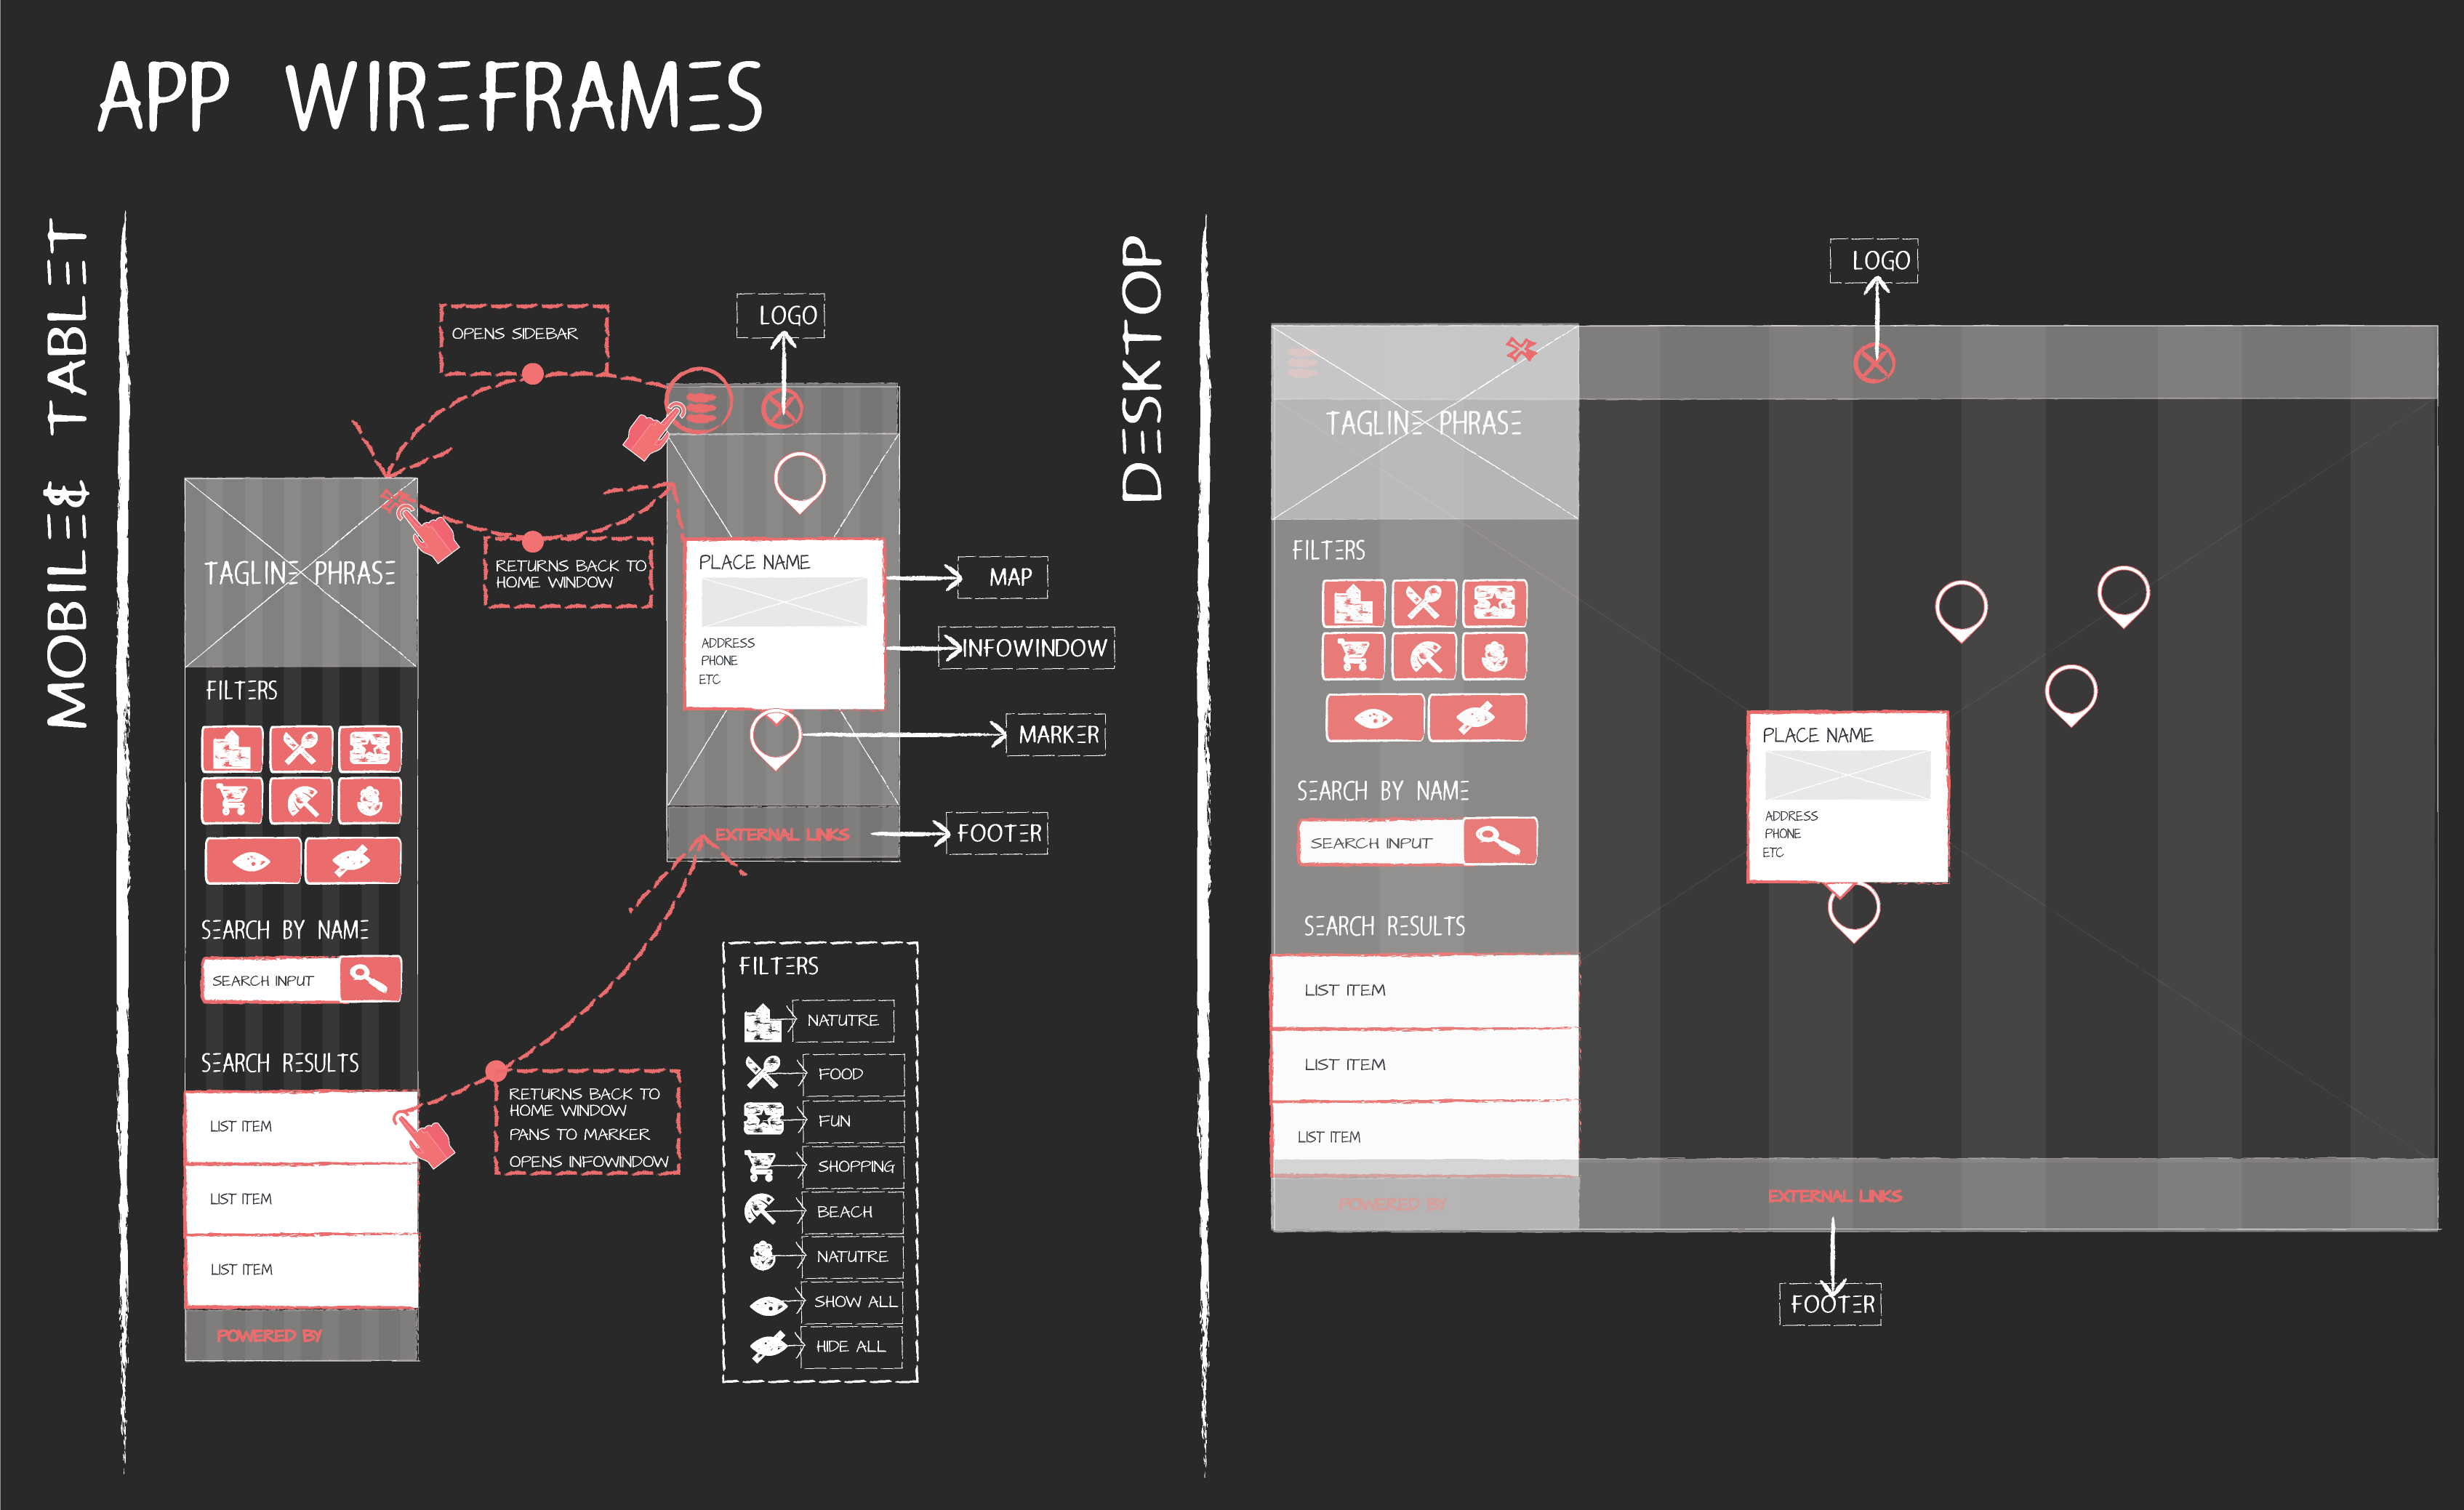 APP WIREFRAMES
MOBILE & TABLET
OPENS SIDEBAR
LOGO
TAGLINE PHRASE
RETURNS BACK TO
HOME WINDOW
PLACE NAME
ADDRESS
PHONE
ETC
MAP
INFOWINDOW
MARKER
EXTERNAL LINKS
FOOTER
FILTERS
SEARCH BY NAME
SEARCH INPUT
SEARCH RESULTS
LIST ITEM
LIST ITEM
LIST ITEM
POWERED BY
RETURNS BACK TO
HOME WINDOW
PANS TO MARKER
OPENS INFOWINDOW
FILTERS
NATUTRE
FOOD
FUN
SHOPPING
BEACH
NATUTRE
SHOW ALL
HIDE ALL
DESKTOP
LOGO
TAGLINE PHRASE
FILTERS
SEARCH BY NAME
SEARCH INPUT
SEARCH RESULTS
LIST ITEM
LIST ITEM
LIST ITEM
POWERED BY
PLACE NAME
ADDRESS
PHONE
ETC
EXTERNAL LINKS
FOOTER